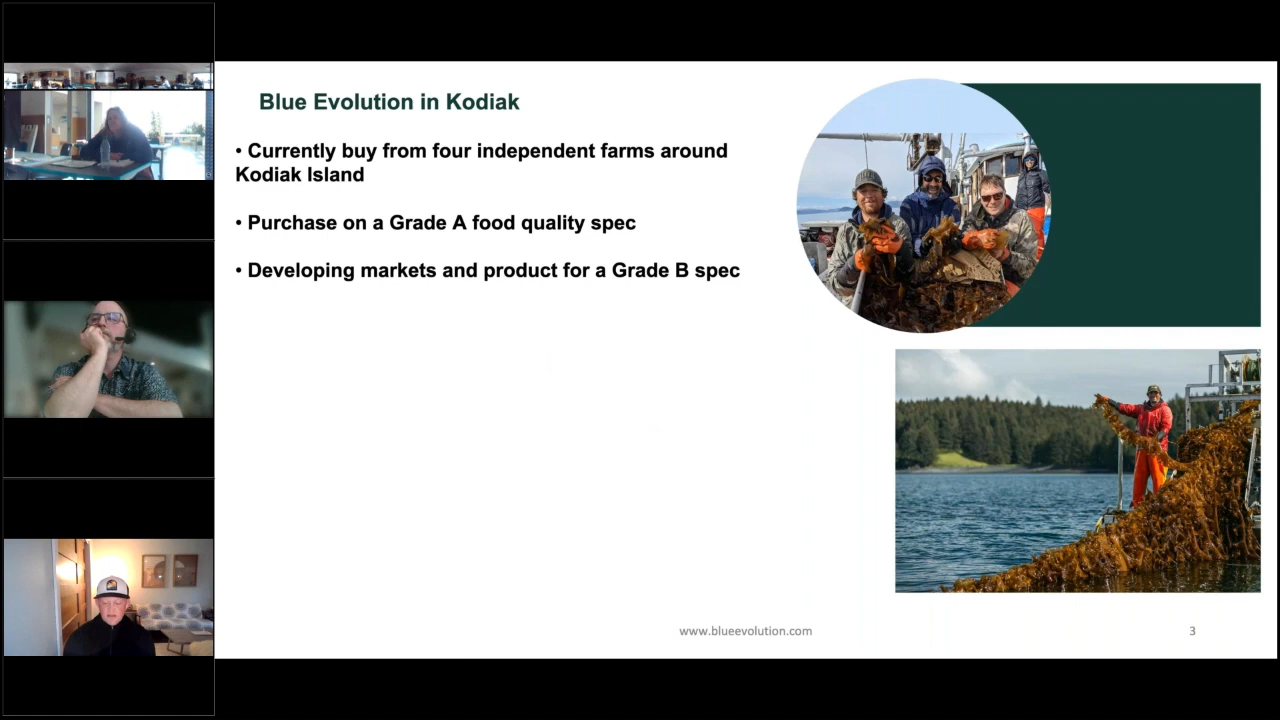 Blue Evolution in Kodiak
• Currently buy from four independent farms around
Kodiak Island
• Purchase on a Grade A food quality spec
• Developing markets and product for a Grade B spec
www.blueevolution.com
3